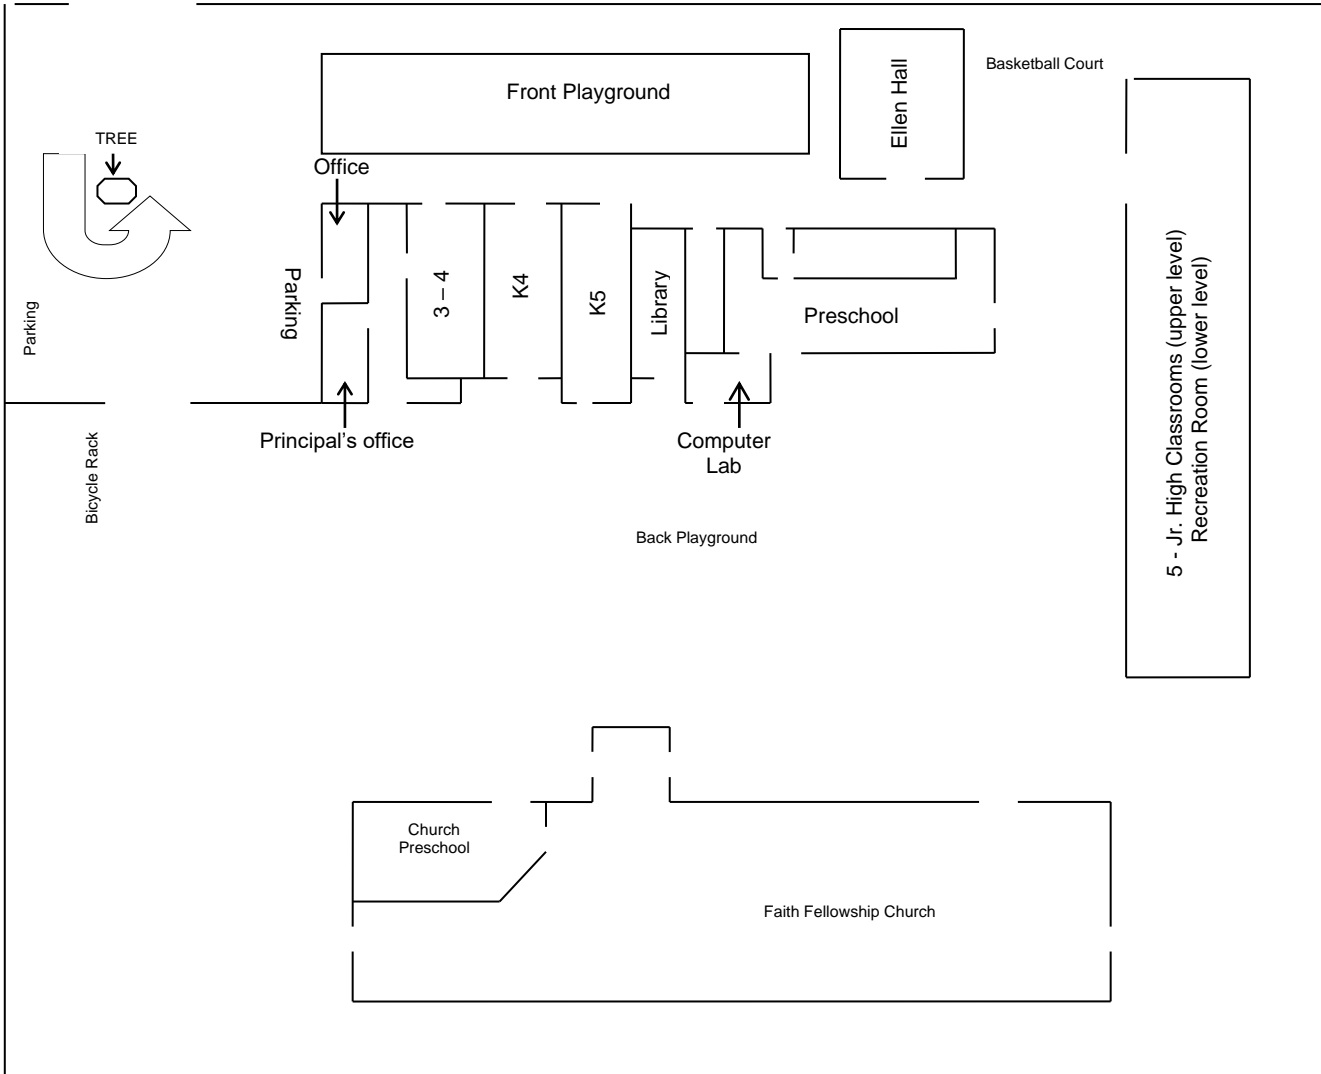 Basketball Court
Front Playground
Ellen Hall
TREE
Office
Parking
Parking
3 – 4
K4
K5
Library
Preschool
5 - Jr. High Classrooms (upper level)
Recreation Room (lower level)
Principal's office
Computer
Lab
Bicycle Rack
Back Playground
Church
Preschool
Faith Fellowship Church